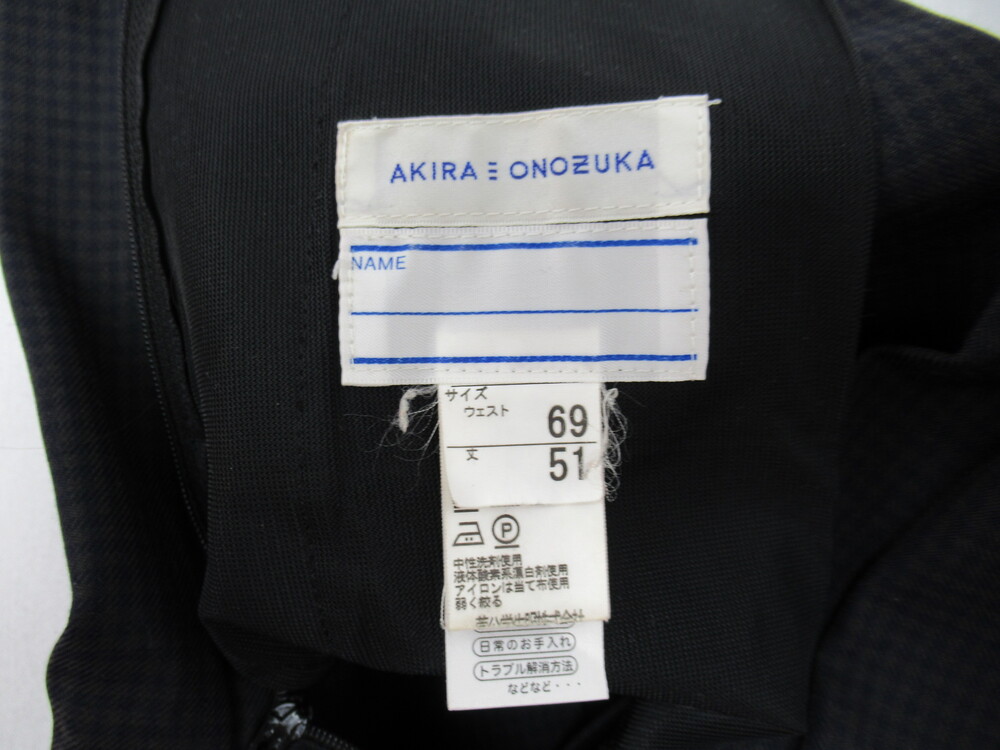 AKIRA ONOZUKA
NAME
サイズ
ウェスト 69
丈 51
P
中性洗剤使用
液体酸素系漂白剤使用
アイロンは当て布使用
弱く絞る
日常のお手入れ
トラブル解消方法
などなど・・・